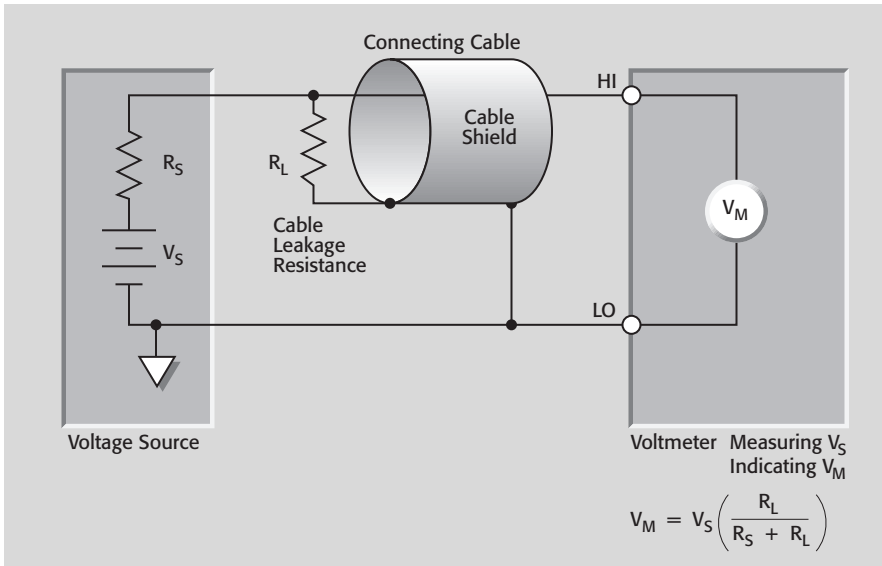 Connecting Cable
HI
Cable
Shield
R_S
R_L
V_M
Cable
Leakage
Resistance
V_S
LO
Voltage Source
Voltmeter Measuring V_S
Indicating V_M
V_M = V_S ( R_L / R_S + R_L )